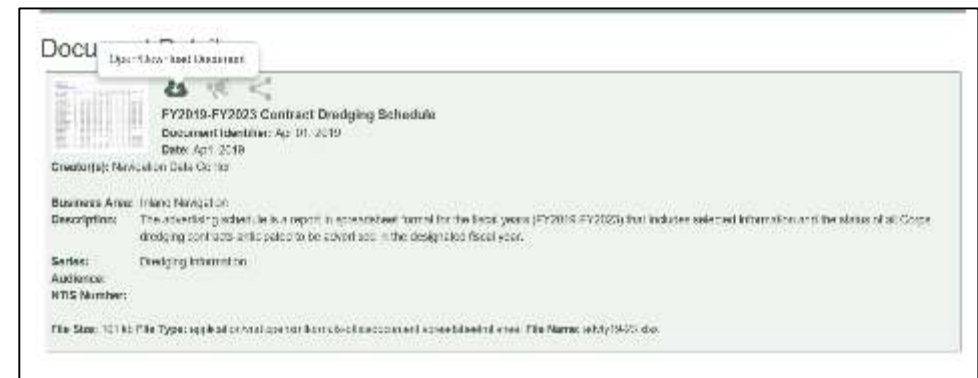 Docu
Open/Download Document
FY2019-FY2023 Contract Dredging Schedule
Document Identifier: Apr 01, 2019
Date: Apr 2019
Creator(s): Navigation Data Center
Business Area: Inland Navigation
Description: The advertising schedule is a report in spreadsheet format for the fiscal years (FY2019-FY2023) that includes selected information and the status of all Corps
dredging contracts anticipated to be advertised in the designated fiscal year.
Series: Dredging Information
Audience:
NTIS Number:
File Size: 101 kb File Type: File Name: